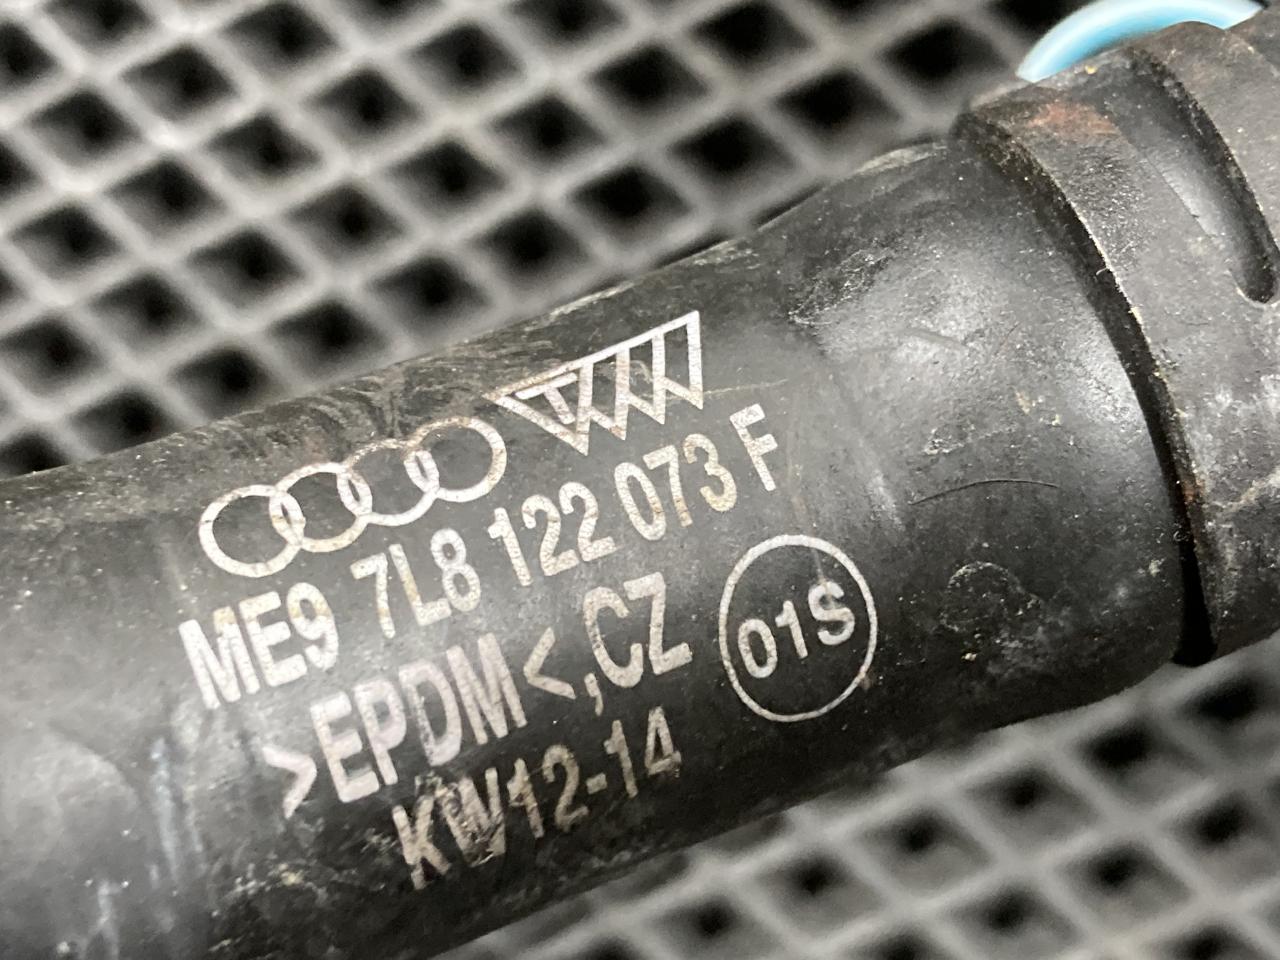 ME9 7L8 122 073 F
>EPDM<,CZ
01S
KW12-14